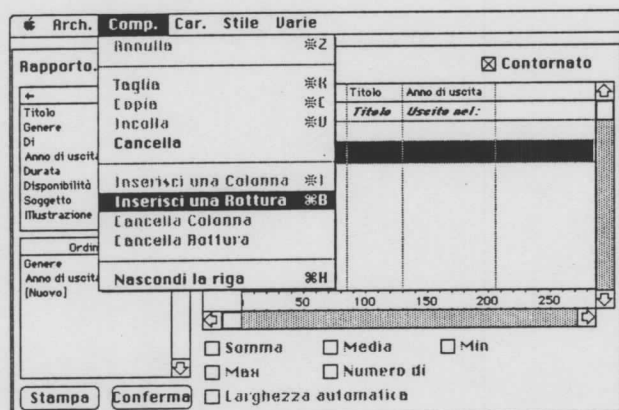 Arch. Comp. Car. Stile Varie
Annulla ⌘Z
Taglia ⌘K
Copia ⌘C
Incolla ⌘U
Cancella
Inserisci una Colonna ⌘I
Inserisci una Rottura ⌘B
Cancella Colonna
Cancella Rottura
Nascondi la riga ⌘H
Rapporto.
Contornato
Titolo
Genere
Di
Anno di uscita
Durata
Disponibilità
Soggetto
Illustrazione
Titolo Anno di uscita
Titolo Uscito nel:
Ordin
Genere
Anno di uscita
[Nuovo]
50 100 150 200 250
Somma Media Min
Max Numero di
Larghezza automatica
Stampa Conferma